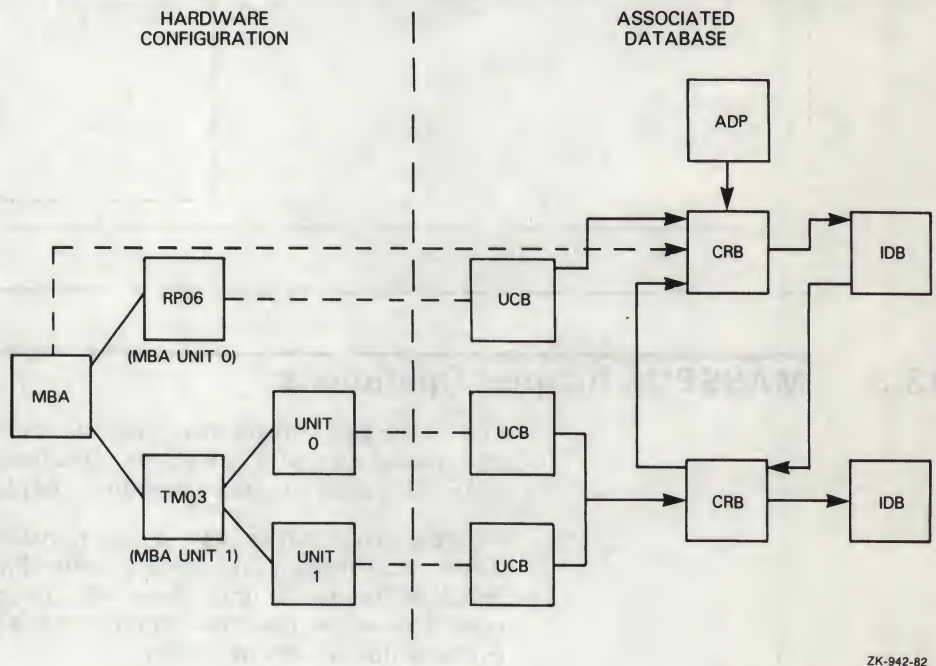 HARDWARE
CONFIGURATION
ASSOCIATED
DATABASE
ADP
CRB
IDB
UCB
RP06
(MBA UNIT 0)
MBA
UNIT
0
UCB
TM03
(MBA UNIT 1)
CRB
IDB
UNIT
1
UCB
ZK-942-82